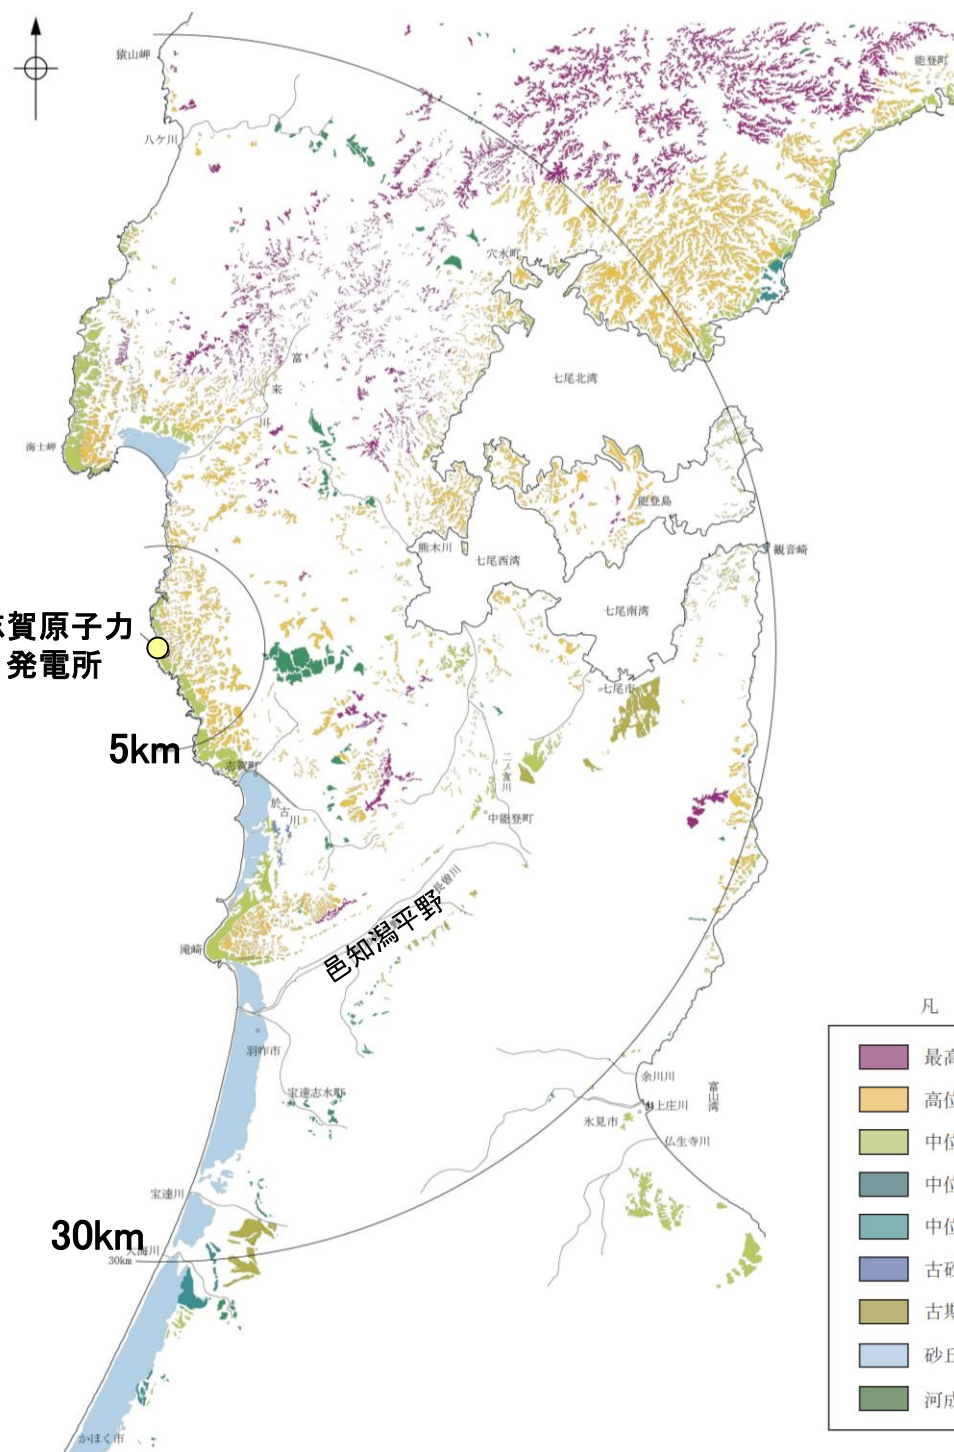 猿山岬
能登町
八ケ川
穴水町
富
来
川
七尾北湾
海士岬
能登島
熊木川
七尾西湾
観音崎
七尾南湾
賀原子力
発電所
七尾市
5km
志賀町
二ノ宮川
於
古
川
中能登町
長曽川
邑知潟平野
滝崎
凡
羽咋市
最高
高位
中位
中位
中位
古砂
古期
砂丘
河成
余川川
富山湾
宝達志水町
上庄川
氷見市
仏生寺川
宝達川
30km
大海川
30km
かほく市